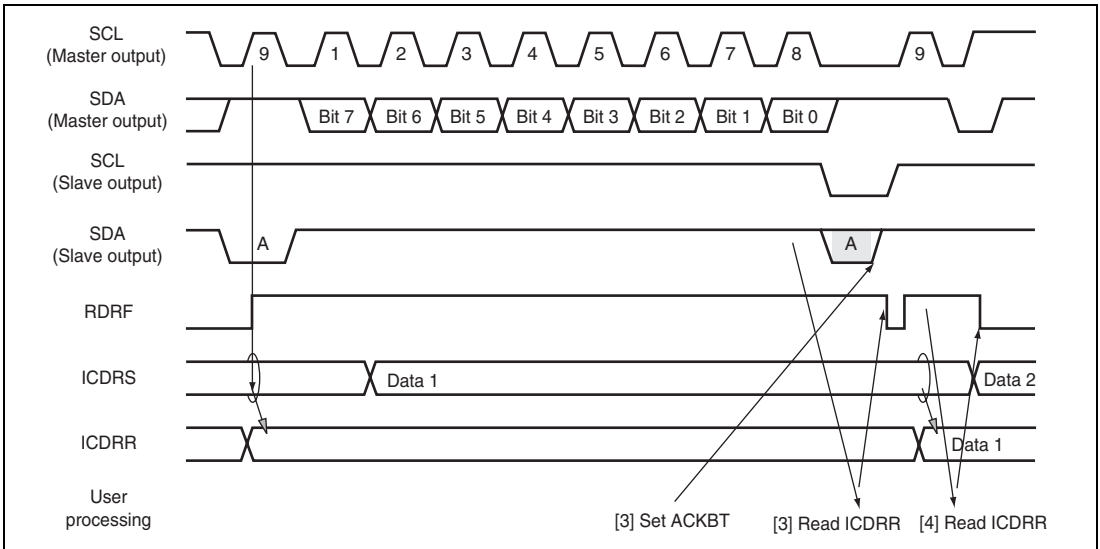 SCL
(Master output)
9 1 2 3 4 5 6 7 8 9
SDA
(Master output)
Bit 7 Bit 6 Bit 5 Bit 4 Bit 3 Bit 2 Bit 1 Bit 0
SCL
(Slave output)
SDA
(Slave output)
A A
RDRF
ICDRS
Data 1 Data 2
ICDRR
Data 1
User
processing
[3] Set ACKBT [3] Read ICDRR [4] Read ICDRR